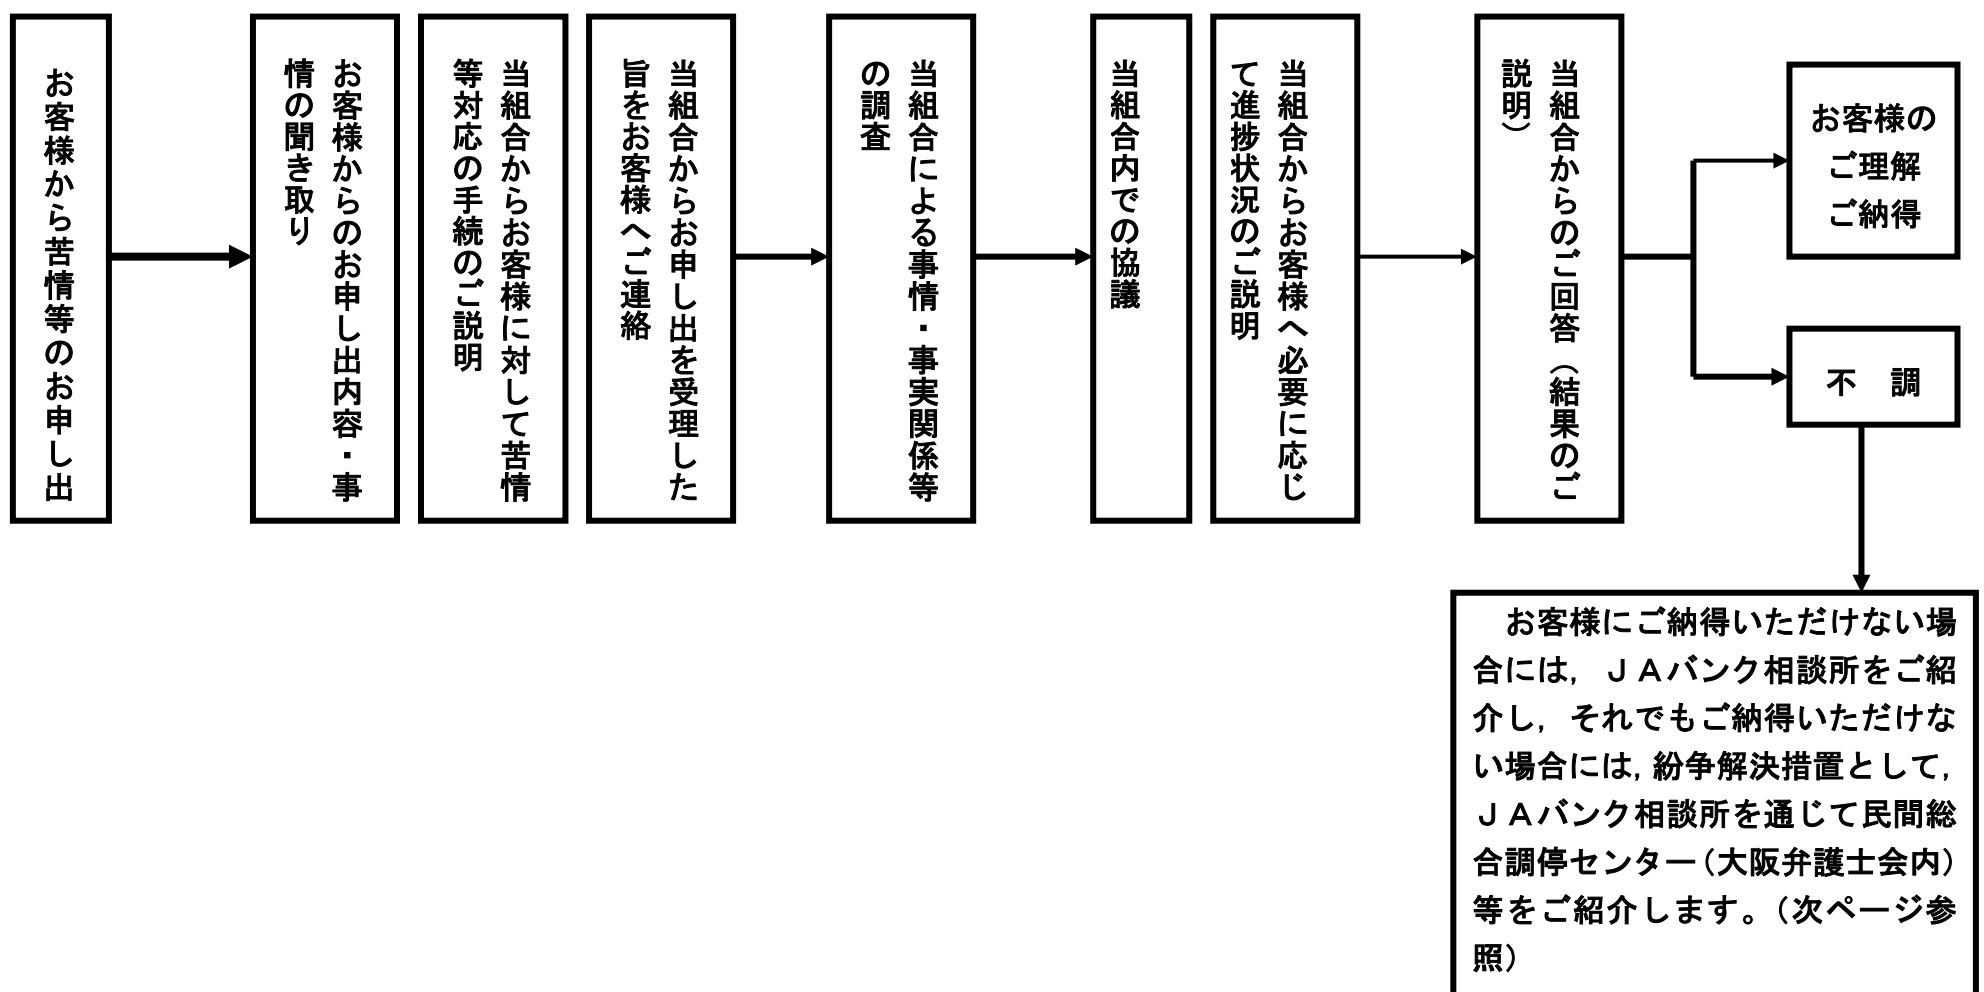 お客様から苦情等のお申し出
お客様からのお申し出内容・事
情の聞き取り
当組合からお客様に対して苦情
等対応の手続のご説明
当組合からお申し出を受理した
旨をお客様へご連絡
当組合による事情・事実関係等
の調査
当組合内での協議
当組合からお客様へ必要に応じ
て進捗状況のご説明
当組合からのご回答（結果のご
説明）
お客様の
ご理解
ご納得
不　調
　お客様にご納得いただけない場
合には，ＪＡバンク相談所をご紹
介し，それでもご納得いただけな
い場合には，紛争解決措置として，
ＪＡバンク相談所を通じて民間総
合調停センター（大阪弁護士会内）
等をご紹介します。（次ページ参
照）